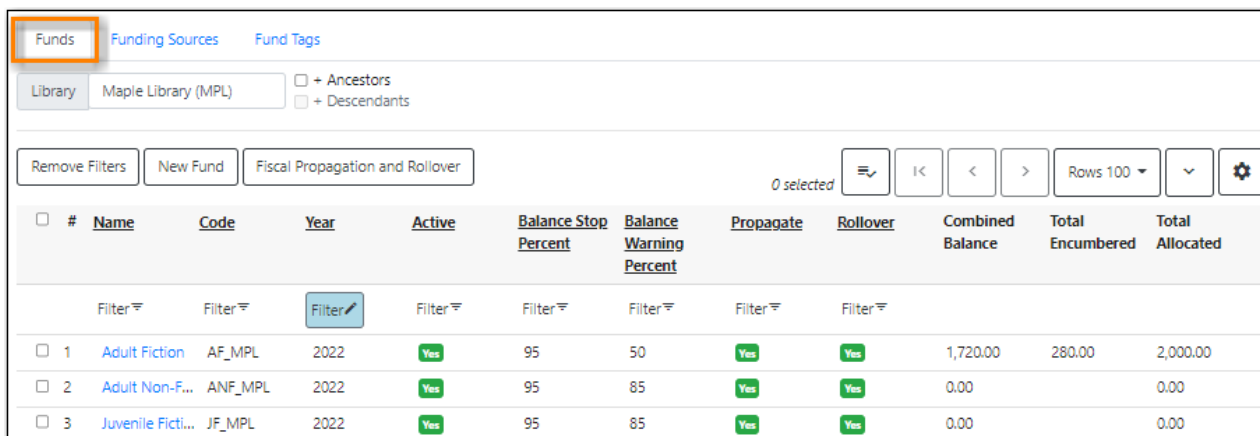 Funds Funding Sources Fund Tags
Library Maple Library (MPL) + Ancestors
+ Descendants
Remove Filters New Fund Fiscal Propagation and Rollover 0 selected Rows 100
# Name Code Year Active Balance Stop Percent Balance Warning Percent Propagate Rollover Combined Balance Total Encumbered Total Allocated
Filter Filter Filter Filter Filter Filter Filter Filter
1 Adult Fiction AF_MPL 2022 Yes 95 50 Yes Yes 1,720.00 280.00 2,000.00
2 Adult Non-F... ANF_MPL 2022 Yes 95 85 Yes Yes 0.00 0.00
3 Juvenile Ficti... JF_MPL 2022 Yes 95 85 Yes Yes 0.00 0.00